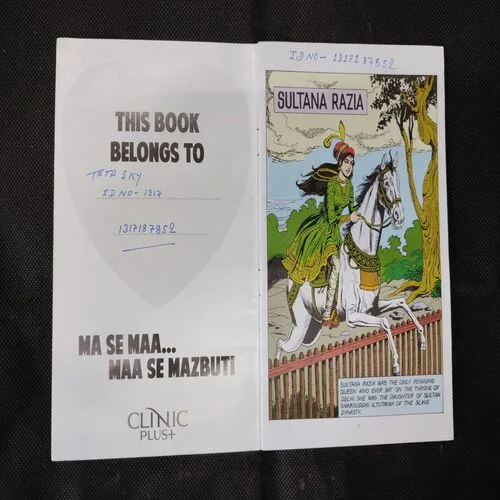 THIS BOOK
BELONGS TO
TATA SKY
ID NO- 1317
1317187852
MA SE MAA...
MAA SE MAZBUTI
CLINIC
PLUS+
ID NO- 1317187852
SULTANA RAZIA
SULTANA RAZIA WAS THE ONLY REIGNING
QUEEN WHO EVER SAT ON THE THRONE OF
DELHI. SHE WAS THE DAUGHTER OF SULTAN
SHAMSUDDIN ILTUTMISH OF THE SLAVE
DYNASTY.
1